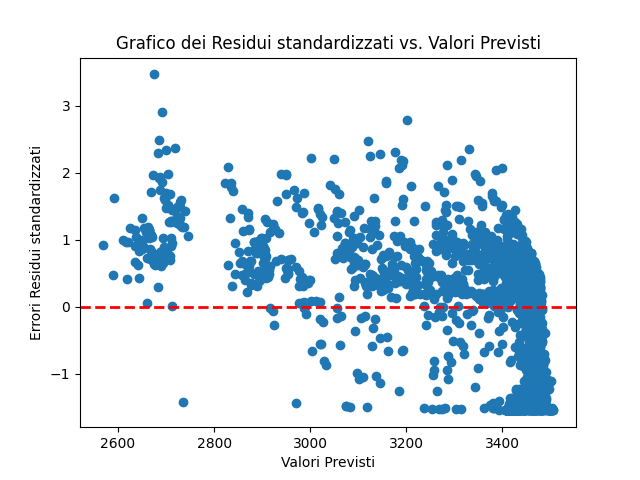 Grafico dei Residui standardizzati vs. Valori Previsti
Errori Residui standardizzati
3
2
1
0
−1
2600 2800 3000 3200 3400
Valori Previsti